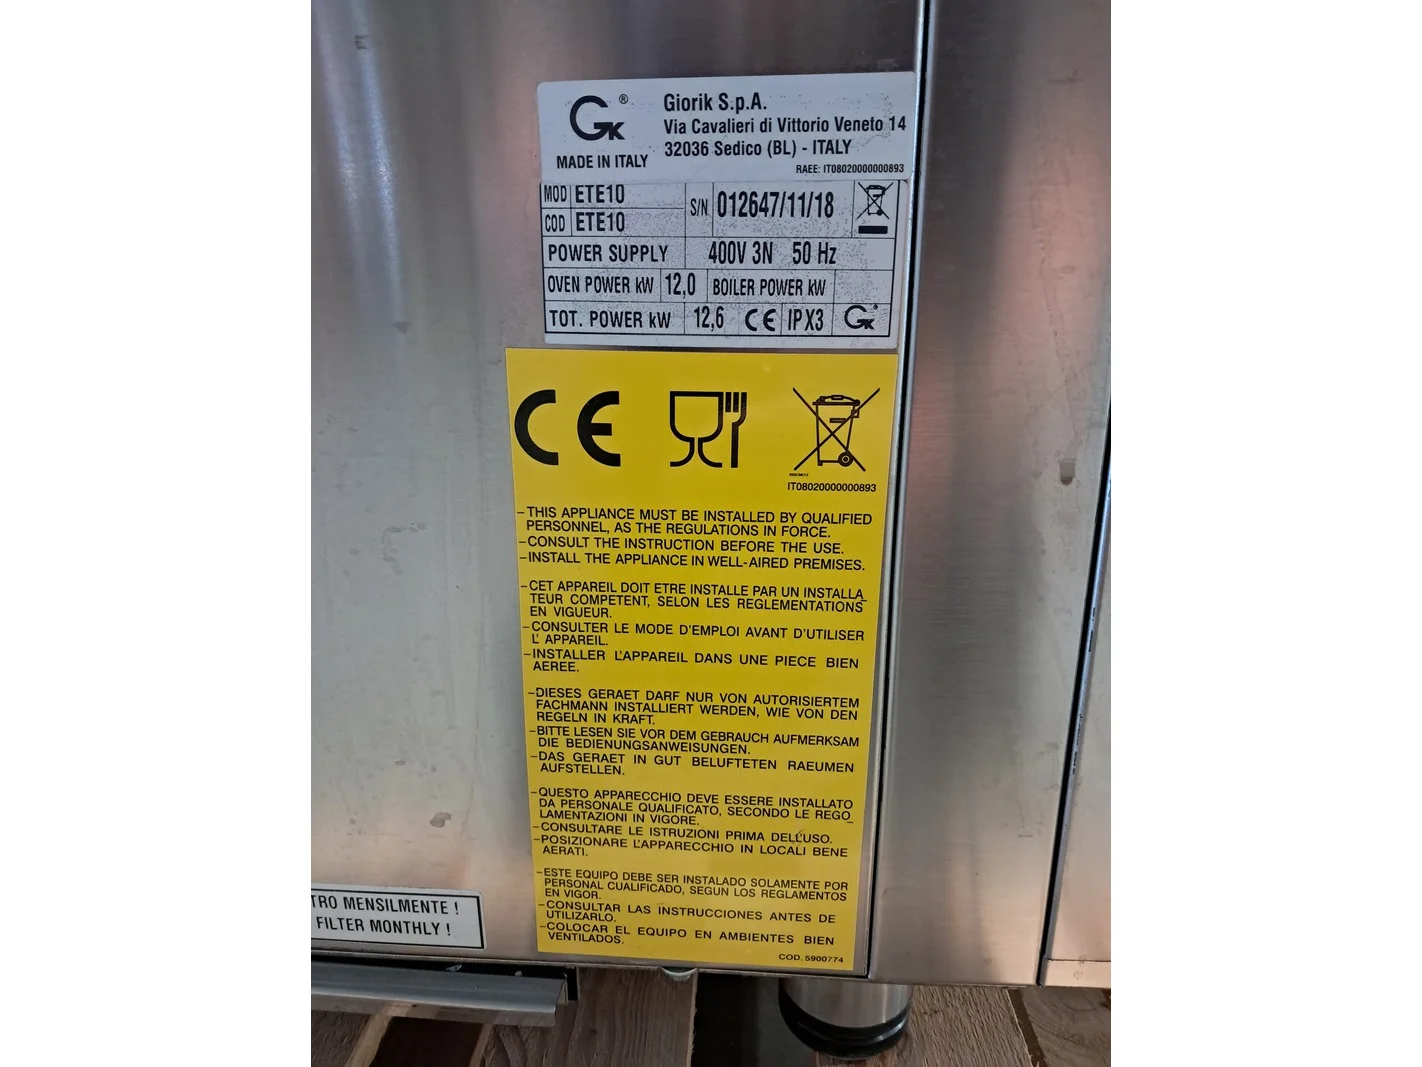 GK ®
MADE IN ITALY
Giorik S.p.A.
Via Cavalieri di Vittorio Veneto 14
32036 Sedico (BL) - ITALY
RAEE: IT08020000000893
MOD ETE10
COD ETE10
S/N 012647/11/18
POWER SUPPLY 400V 3N 50 Hz
OVEN POWER kW 12,0 BOILER POWER kW
TOT. POWER kW 12,6 CE IPX3 GK
CE
IT08020000000893
-THIS APPLIANCE MUST BE INSTALLED BY QUALIFIED
PERSONNEL, AS THE REGULATIONS IN FORCE.
-CONSULT THE INSTRUCTION BEFORE THE USE.
-INSTALL THE APPLIANCE IN WELL-AIRED PREMISES.
-CET APPAREIL DOIT ETRE INSTALLE PAR UN INSTALLA_
TEUR COMPETENT, SELON LES REGLEMENTATIONS
EN VIGUEUR.
-CONSULTER LE MODE D'EMPLOI AVANT D'UTILISER
L' APPAREIL.
-INSTALLER L'APPAREIL DANS UNE PIECE BIEN
AEREE.
-DIESES GERAET DARF NUR VON AUTORISIERTEM
FACHMANN INSTALLIERT WERDEN, WIE VON DEN
REGELN IN KRAFT.
-BITTE LESEN SIE VOR DEM GEBRAUCH AUFMERKSAM
DIE BEDIENUNGSANWEISUNGEN.
-DAS GERAET IN GUT BELUFTETEN RAEUMEN
AUFSTELLEN.
-QUESTO APPARECCHIO DEVE ESSERE INSTALLATO
DA PERSONALE QUALIFICATO, SECONDO LE REGO_
LAMENTAZIONI IN VIGORE.
-CONSULTARE LE ISTRUZIONI PRIMA DELL'USO.
-POSIZIONARE L'APPARECCHIO IN LOCALI BENE
AERATI.
-ESTE EQUIPO DEBE SER INSTALADO SOLAMENTE POR
PERSONAL CUALIFICADO, SEGUN LOS REGLAMENTOS
EN VIGOR.
-CONSULTAR LAS INSTRUCCIONES ANTES DE
UTILIZARLO.
-COLOCAR EL EQUIPO EN AMBIENTES BIEN
VENTILADOS.
COD. 5900774
TRO MENSILMENTE !
FILTER MONTHLY !